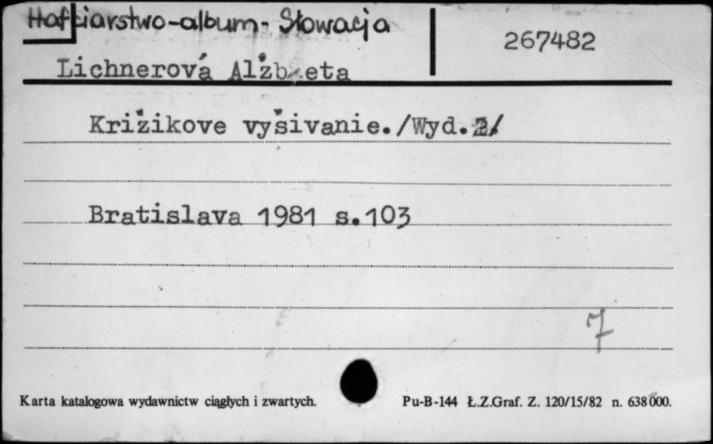 Hafciarstwo-album- Słowacja
267482
Lichnerová Alžbeta
Križikove vyšivanie./Wyd.2/
Bratislava 1981 s.103
7
Karta katalogowa wydawnictw ciągłych i zwartych.
Pu-B-144 Ł.Z.Graf. Z. 120/15/82 n. 638000.